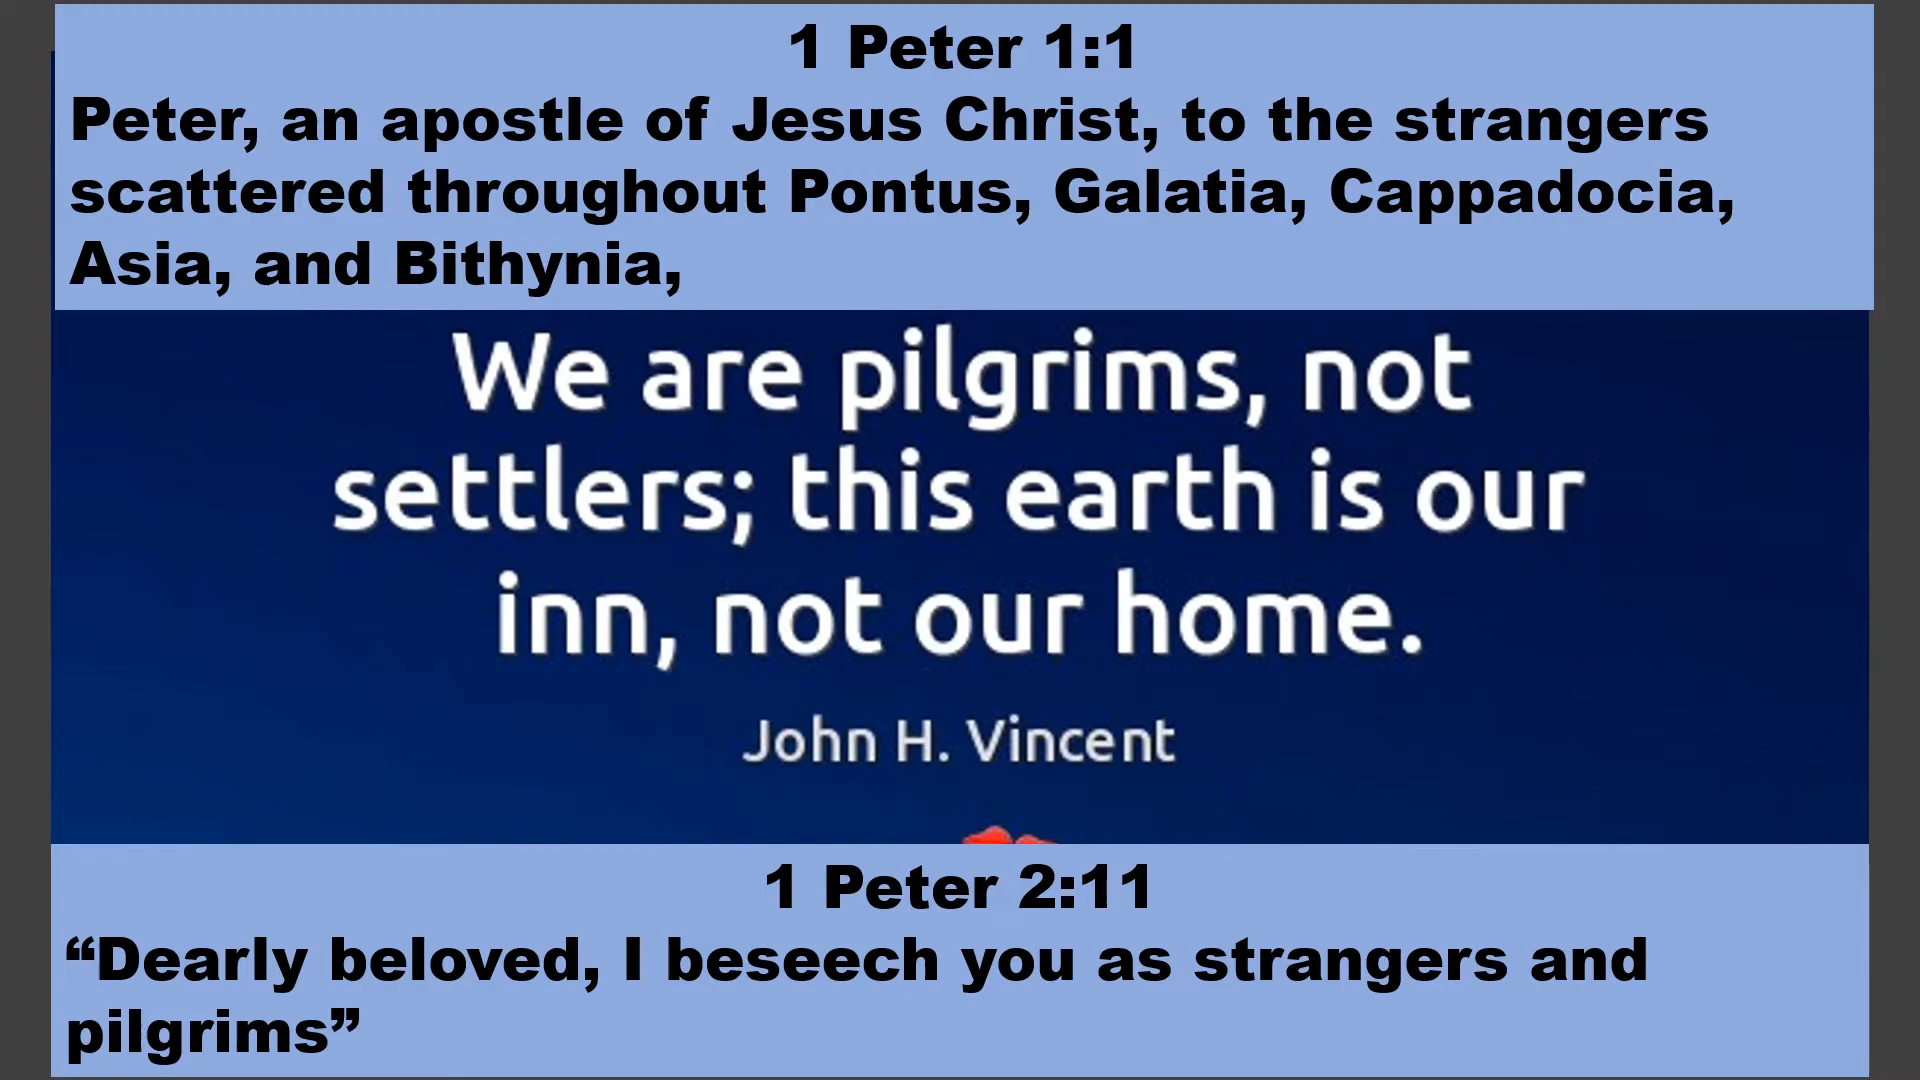 1 Peter 1:1
Peter, an apostle of Jesus Christ, to the strangers
scattered throughout Pontus, Galatia, Cappadocia,
Asia, and Bithynia,
We are pilgrims, not
settlers; this earth is our
inn, not our home.
John H. Vincent
1 Peter 2:11
“Dearly beloved, I beseech you as strangers and
pilgrims”